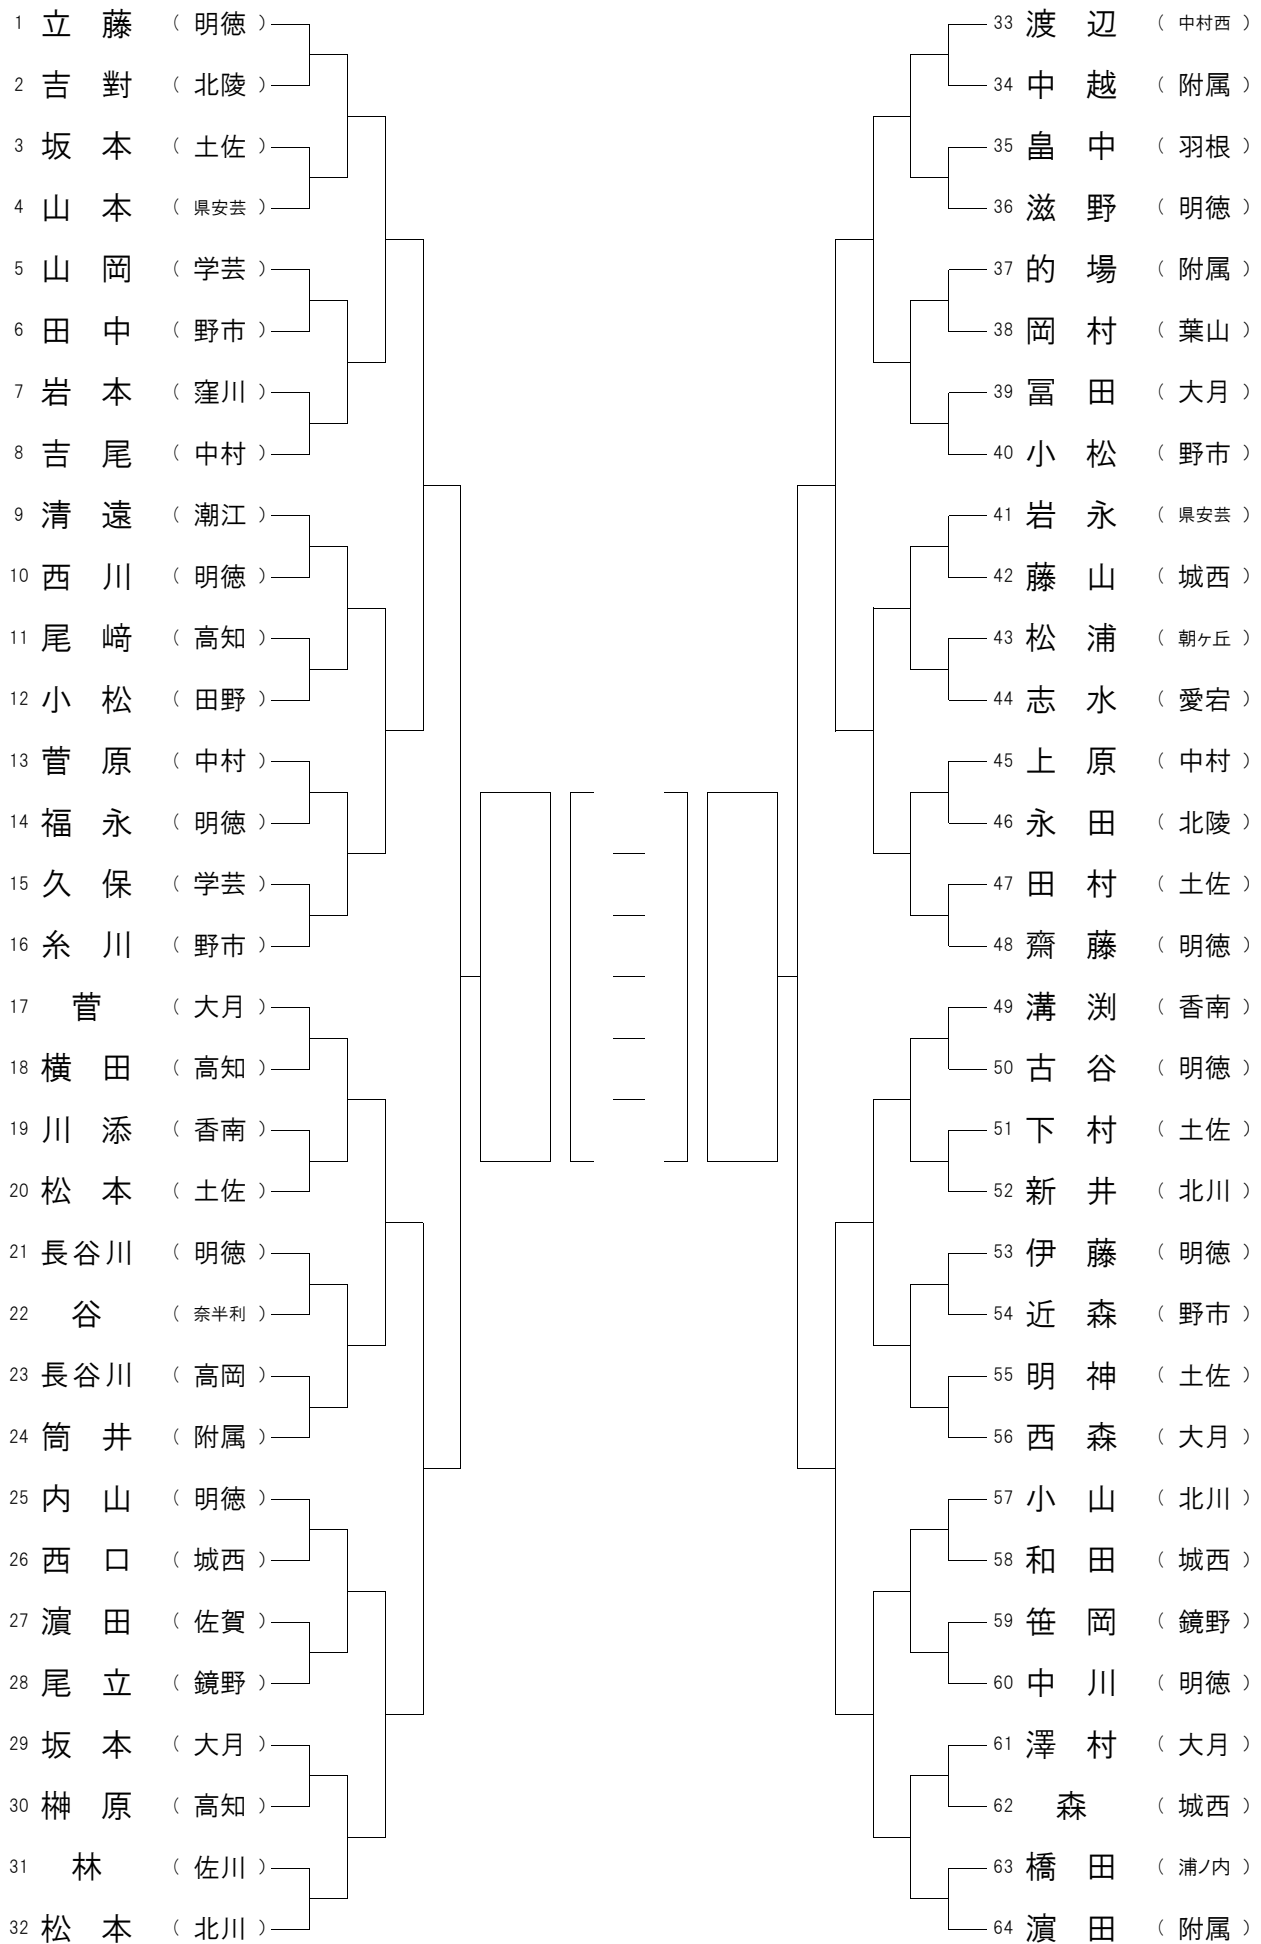 1 立藤 (明徳)
2 吉對 (北陵)
3 坂本 (土佐)
4 山本 (県安芸)
5 山岡 (学芸)
6 田中 (野市)
7 岩本 (窪川)
8 吉尾 (中村)
9 清遠 (潮江)
10 西川 (明徳)
11 尾﨑 (高知)
12 小松 (田野)
13 菅原 (中村)
14 福永 (明徳)
15 久保 (学芸)
16 糸川 (野市)
17 菅 (大月)
18 横田 (高知)
19 川添 (香南)
20 松本 (土佐)
21 長谷川 (明徳)
22 谷 (奈半利)
23 長谷川 (高岡)
24 筒井 (附属)
25 内山 (明徳)
26 西口 (城西)
27 濵田 (佐賀)
28 尾立 (鏡野)
29 坂本 (大月)
30 榊原 (高知)
31 林 (佐川)
32 松本 (北川)
33 渡辺 (中村西)
34 中越 (附属)
35 畠中 (羽根)
36 滋野 (明徳)
37 的場 (附属)
38 岡村 (葉山)
39 冨田 (大月)
40 小松 (野市)
41 岩永 (県安芸)
42 藤山 (城西)
43 松浦 (朝ヶ丘)
44 志水 (愛宕)
45 上原 (中村)
46 永田 (北陵)
47 田村 (土佐)
48 齋藤 (明徳)
49 溝渕 (香南)
50 古谷 (明徳)
51 下村 (土佐)
52 新井 (北川)
53 伊藤 (明徳)
54 近森 (野市)
55 明神 (土佐)
56 西森 (大月)
57 小山 (北川)
58 和田 (城西)
59 笹岡 (鏡野)
60 中川 (明徳)
61 澤村 (大月)
62 森 (城西)
63 橋田 (浦ノ内)
64 濵田 (附属)